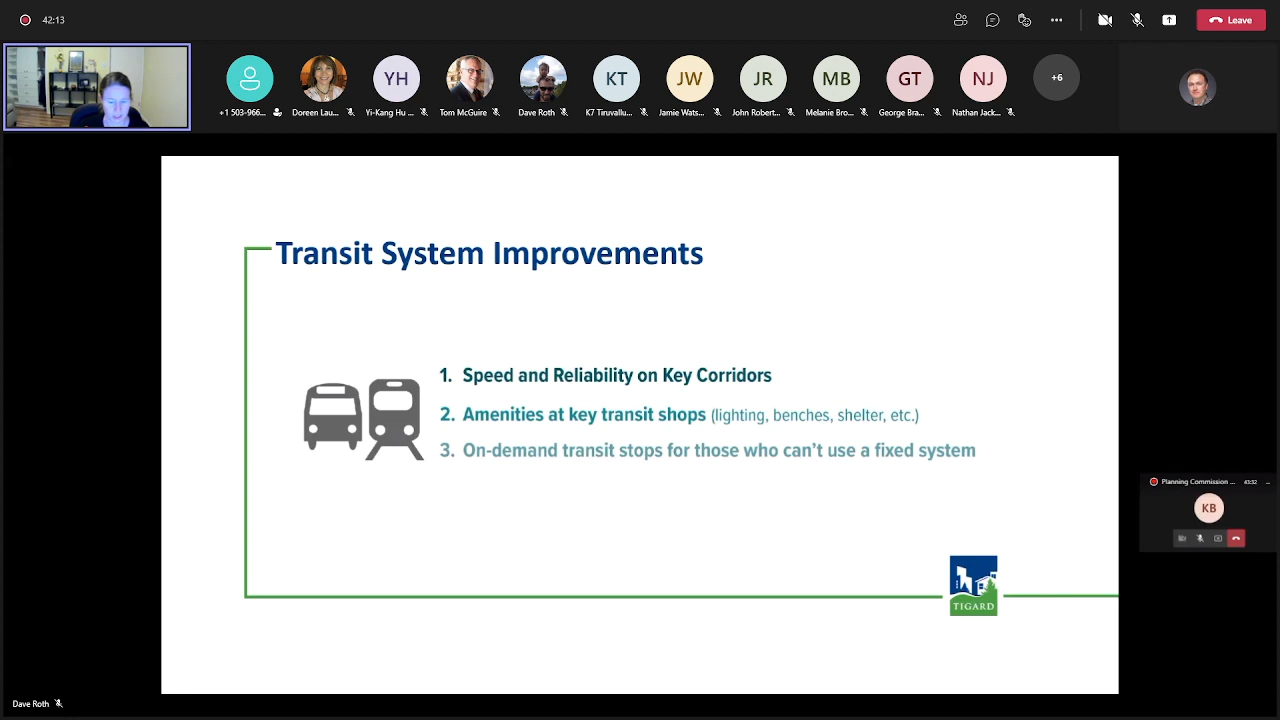 42:13
Leave
+1 503-966...
Doreen Lau...
Yi-Kang Hu ...
Tom McGuire
Dave Roth
K7 Tiruvallu...
Jamie Wats...
John Robert...
Melanie Bro...
George Bra...
Nathan Jack...
YH
KT
JW
JR
MB
GT
NJ
+6
Transit System Improvements
1. Speed and Reliability on Key Corridors
2. Amenities at key transit shops (lighting, benches, shelter, etc.)
3. On-demand transit stops for those who can't use a fixed system
TIGARD
Planning Commission ... 43:32 ...
KB
Dave Roth